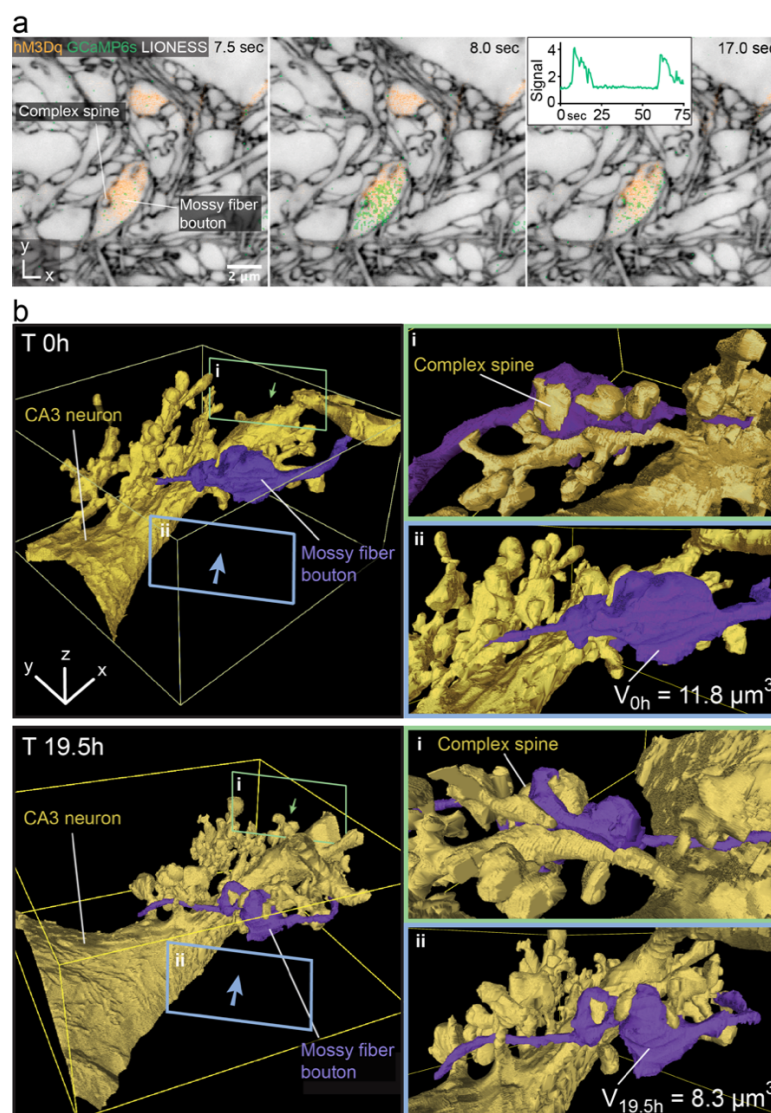 a
hM3Dq GCaMP6s LIONESS 7.5 sec
8.0 sec
17.0 sec
Signal
4
2
0
0 sec 50 75
Complex spine
Mossy fiber
bouton
y
x
2 µm
b
T 0h
i
CA3 neuron
ii
Mossy fiber
bouton
y z x
i
Complex spine
ii
V0h = 11.8 µm³
T 19.5h
i
CA3 neuron
ii
Mossy fiber
bouton
i
Complex spine
ii
V19.5h = 8.3 µm³